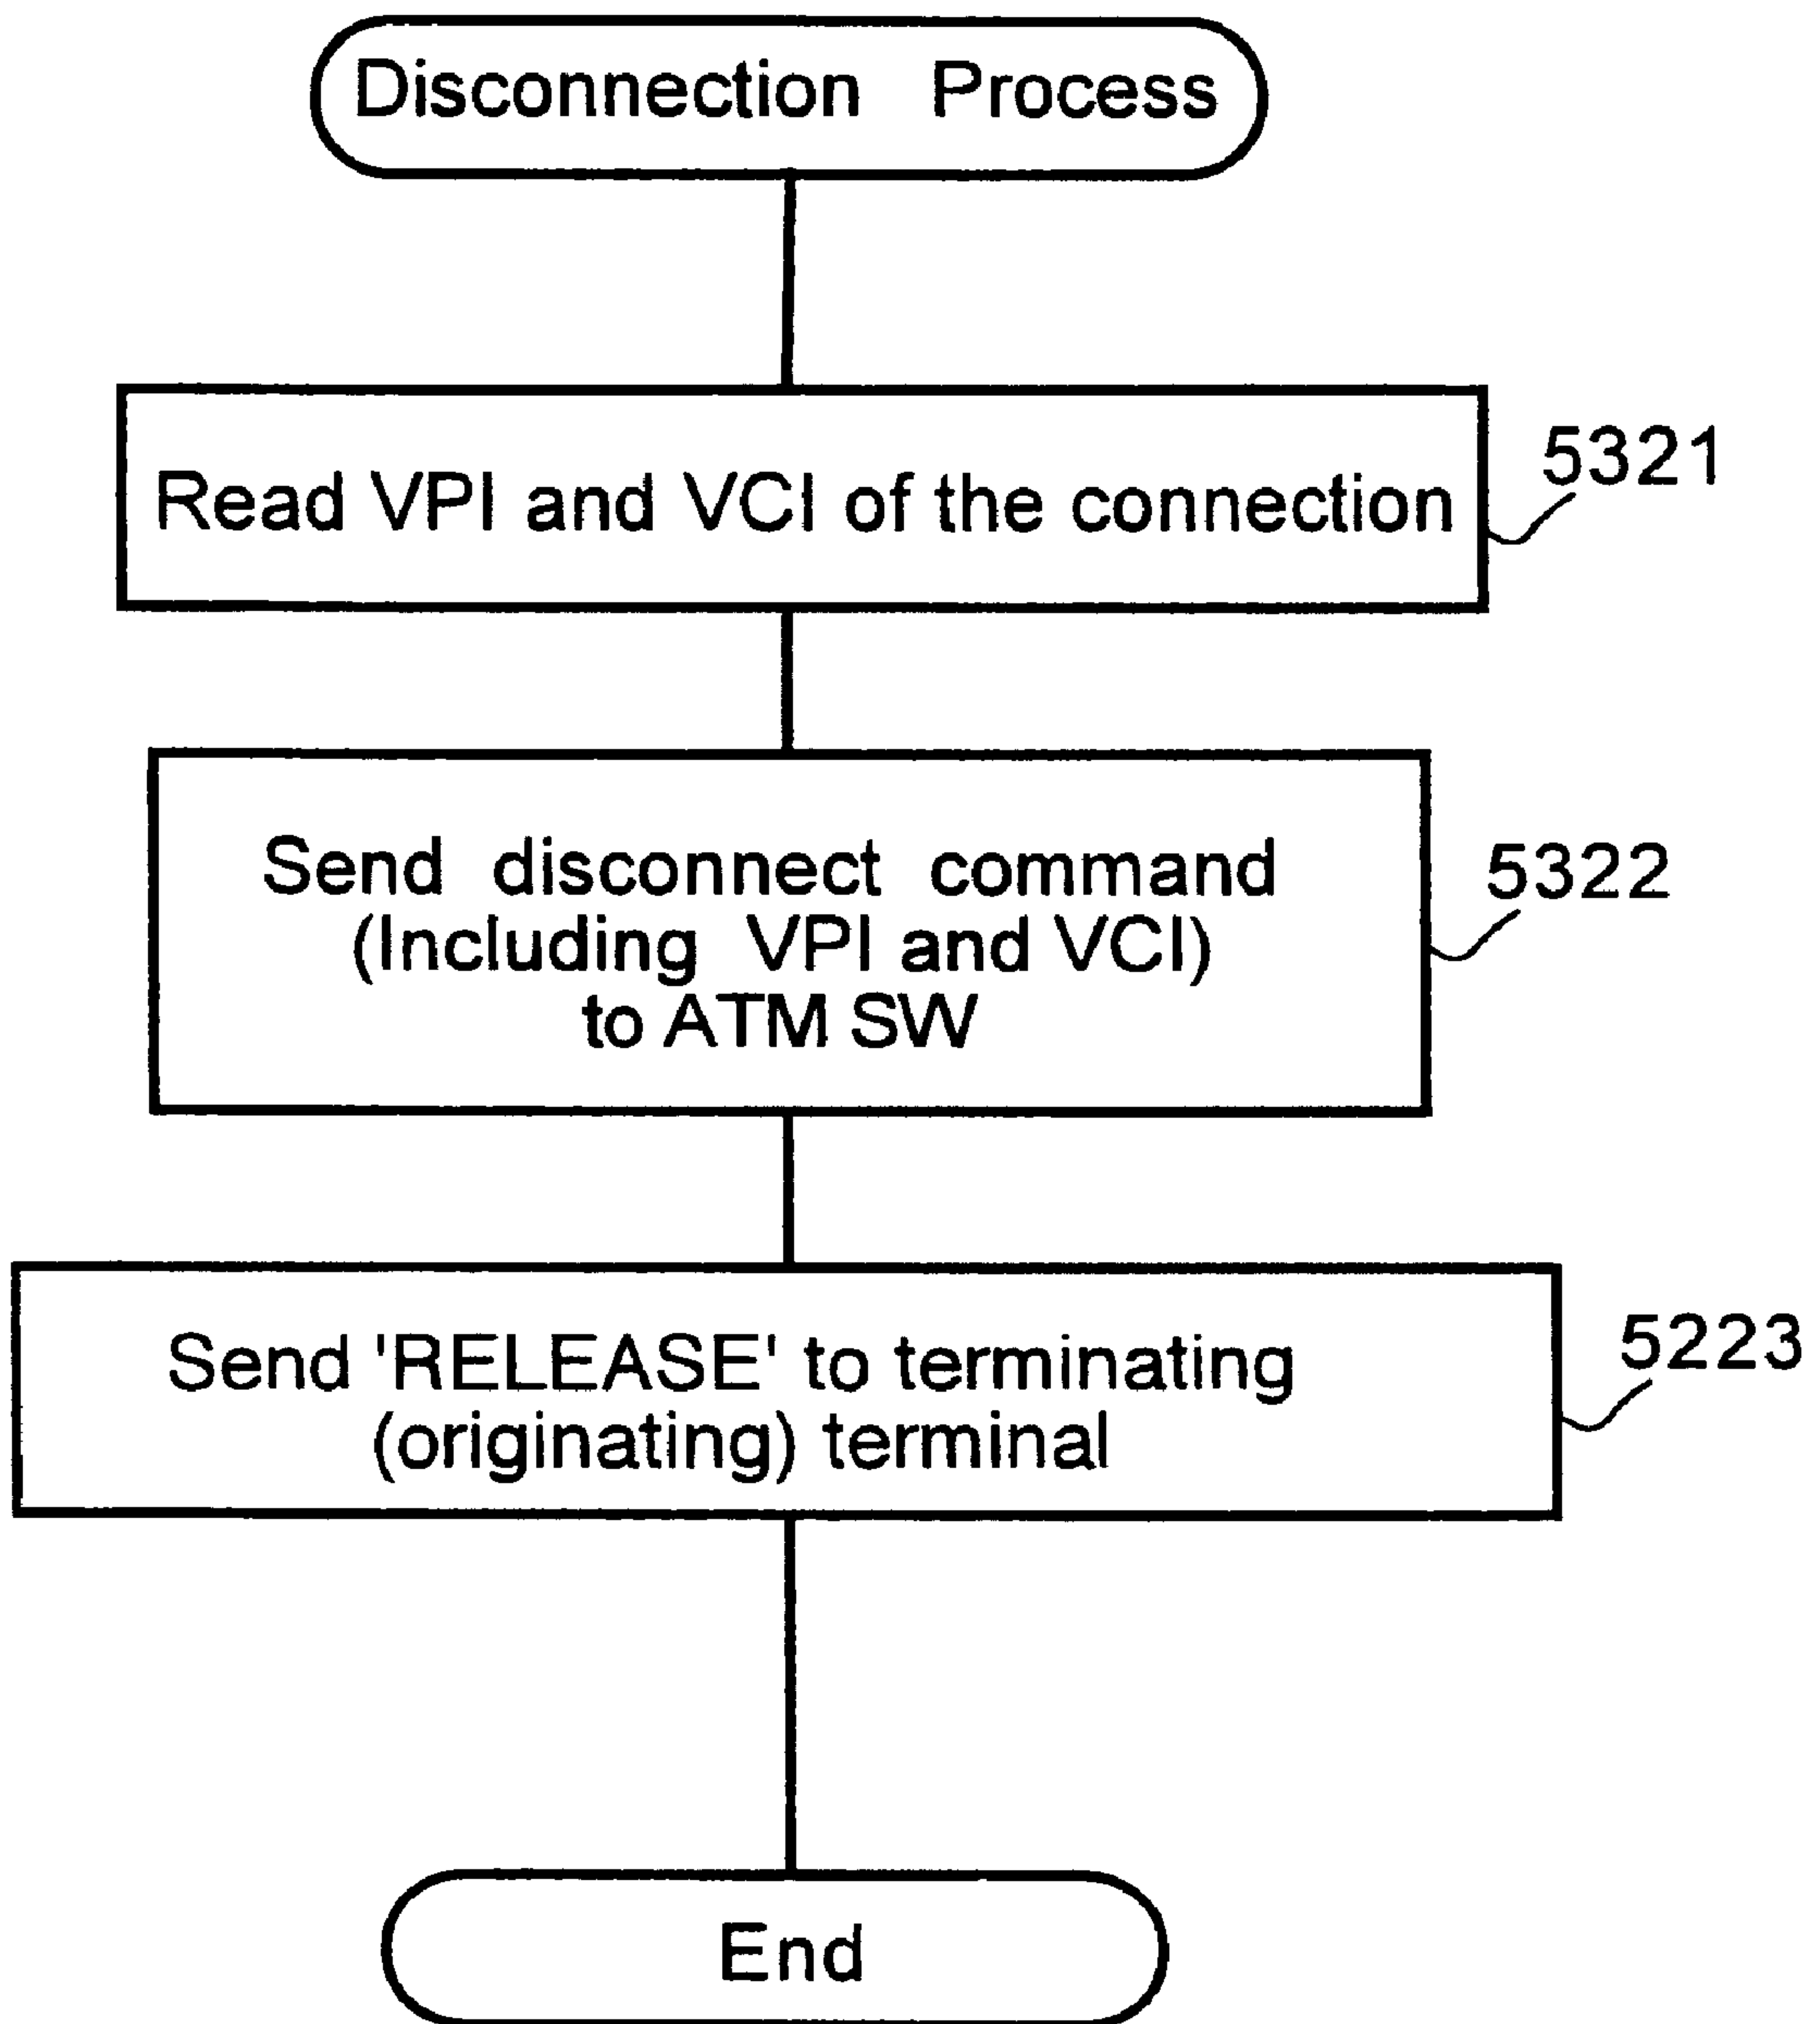 Disconnection Process
Read VPI and VCI of the connection
5321
Send disconnect command
(Including VPI and VCI)
to ATM SW
5322
Send 'RELEASE' to terminating
(originating) terminal
5223
End